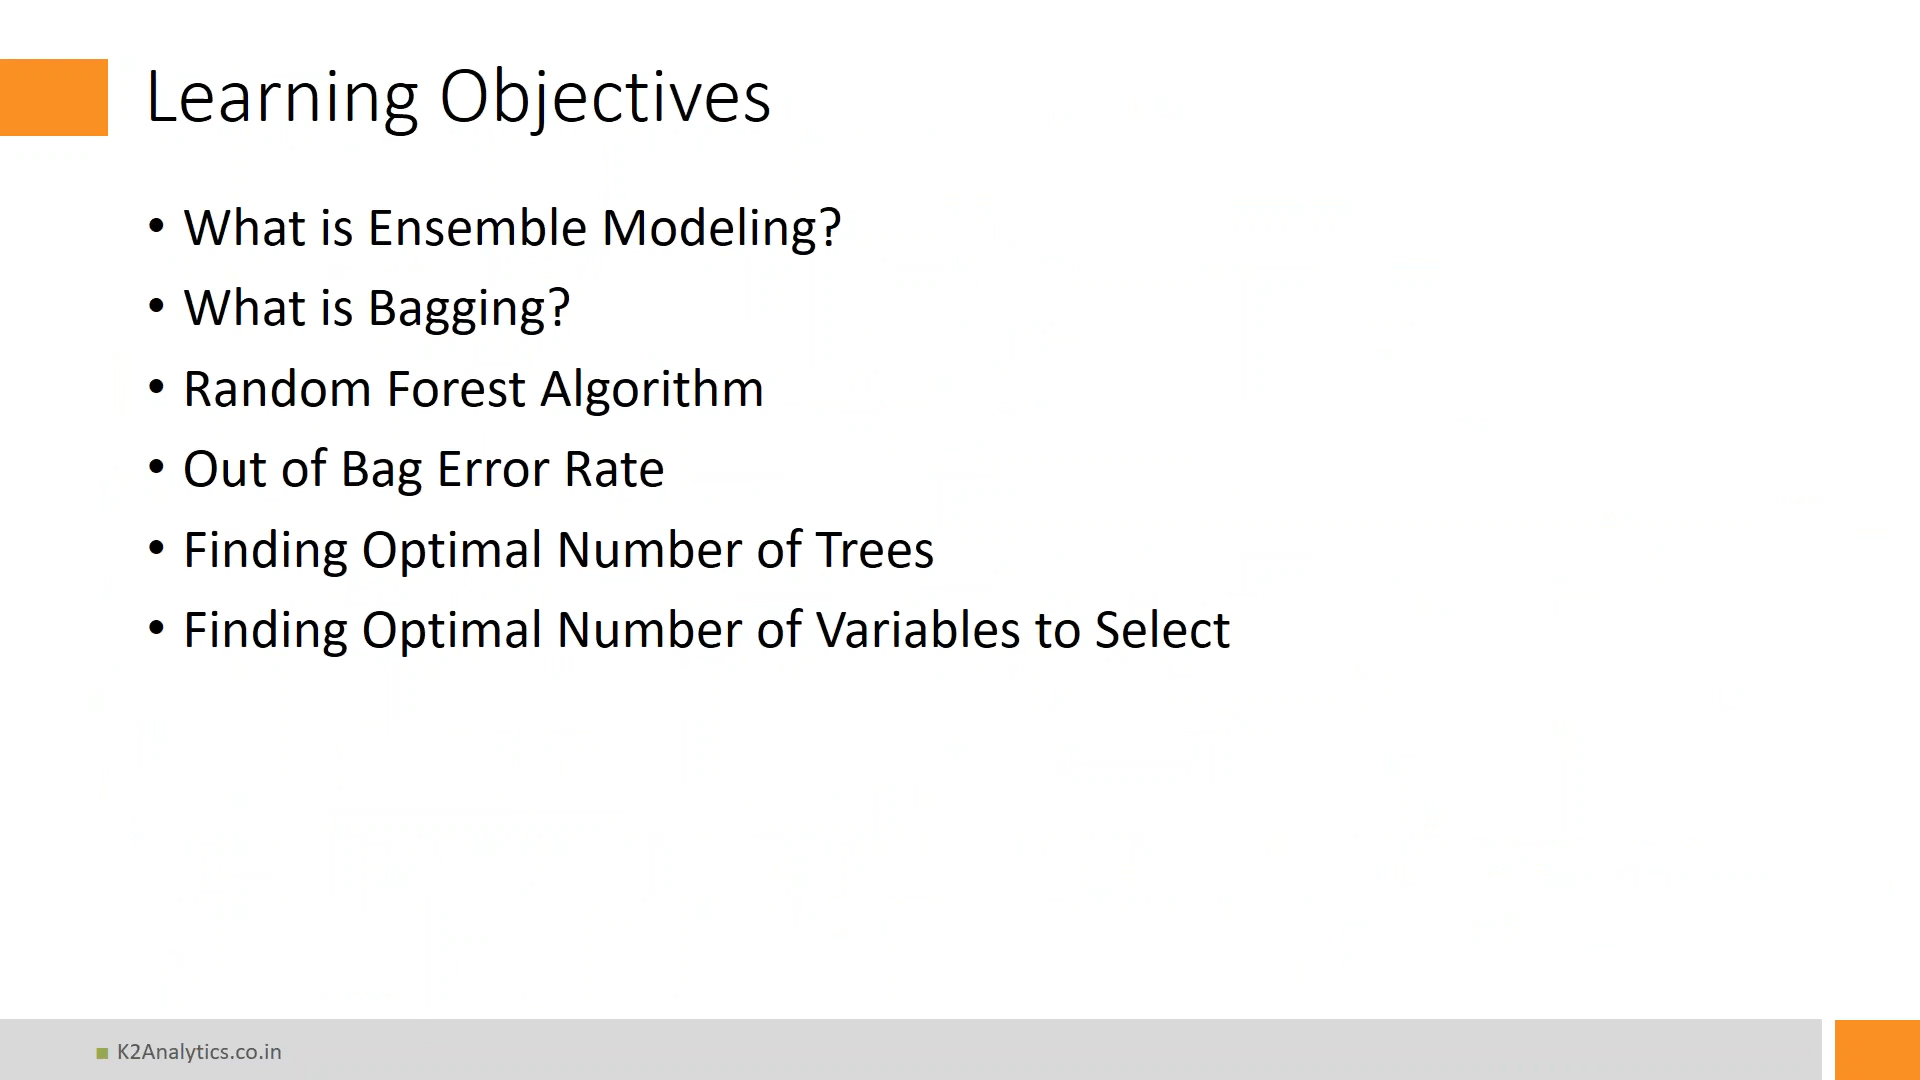 Learning Objectives
• What is Ensemble Modeling?
• What is Bagging?
• Random Forest Algorithm
• Out of Bag Error Rate
• Finding Optimal Number of Trees
• Finding Optimal Number of Variables to Select
K2Analytics.co.in